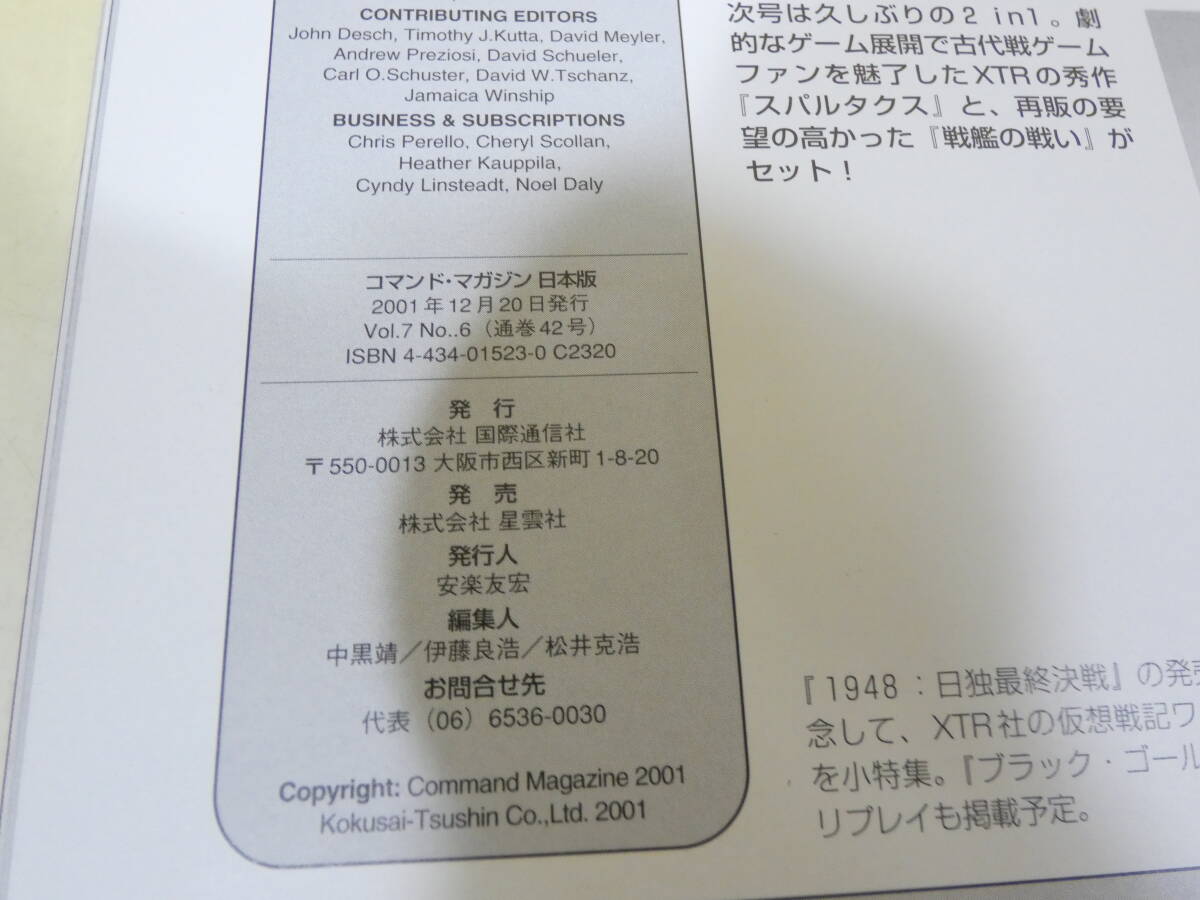 CONTRIBUTING EDITORS
John Desch, Timothy J.Kutta, David Meyler,
Andrew Preziosi, David Schueler,
Carl O.Schuster, David W.Tschanz,
Jamaica Winship
BUSINESS & SUBSCRIPTIONS
Chris Perello, Cheryl Scollan,
Heather Kauppila,
Cyndy Linsteadt, Noel Daly
コマンド・マガジン 日本版
2001年12月20日発行
Vol.7 No..6（通巻42号）
ISBN 4-434-01523-0 C2320
発 行
株式会社 国際通信社
〒550-0013 大阪市西区新町1-8-20
発 売
株式会社 星雲社
発行人
安楽友宏
編集人
中黒靖／伊藤良浩／松井克浩
お問合せ先
代表（06）6536-0030
Copyright: Command Magazine 2001
Kokusai-Tsushin Co.,Ltd. 2001
次号は久しぶりの2 in1。劇
的なゲーム展開で古代戦ゲーム
ファンを魅了したXTRの秀作
『スパルタクス』と、再販の要
望の高かった『戦艦の戦い』が
セット！
『1948：日独最終決戦』の発売
念して、XTR社の仮想戦記ワ
を小特集。『ブラック・ゴール
リプレイも掲載予定。